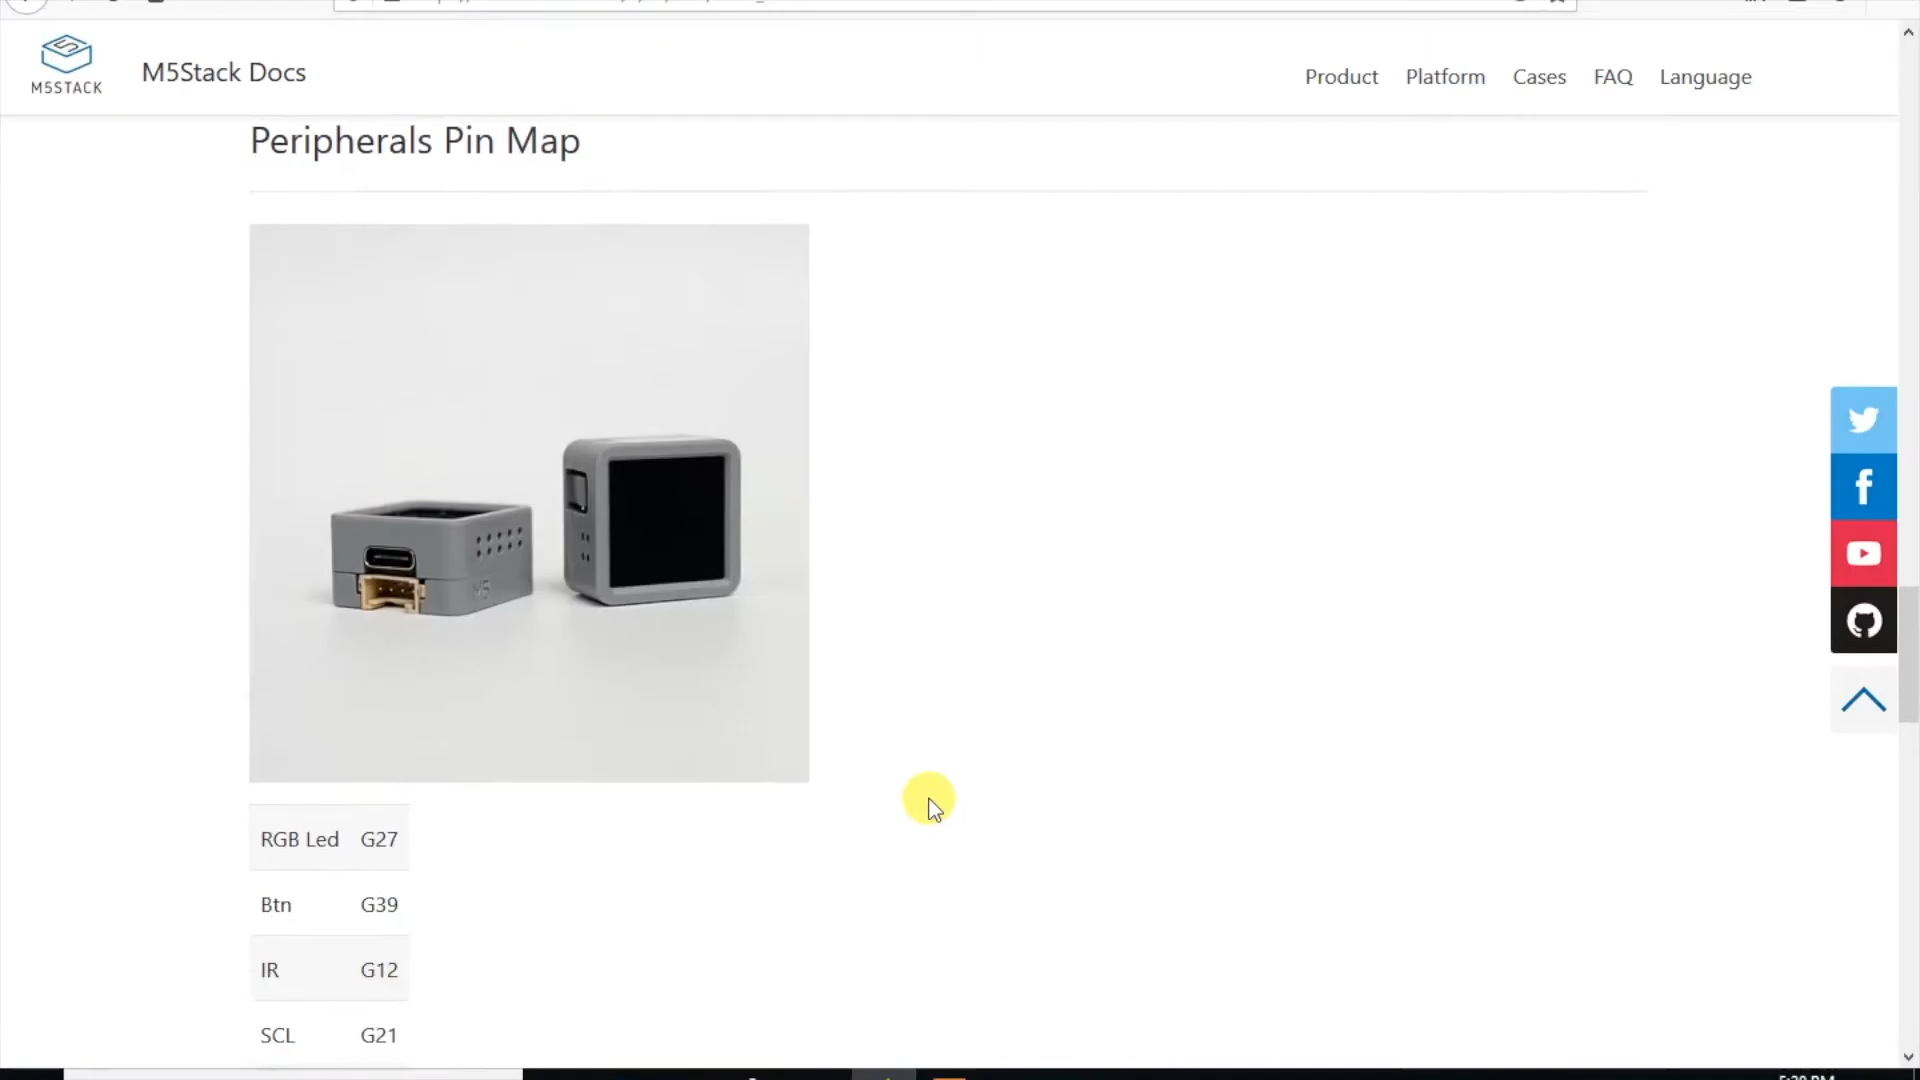 M5STACK
M5Stack Docs
Product Platform Cases FAQ Language
Peripherals Pin Map
RGB Led G27
Btn G39
IR G12
SCL G21